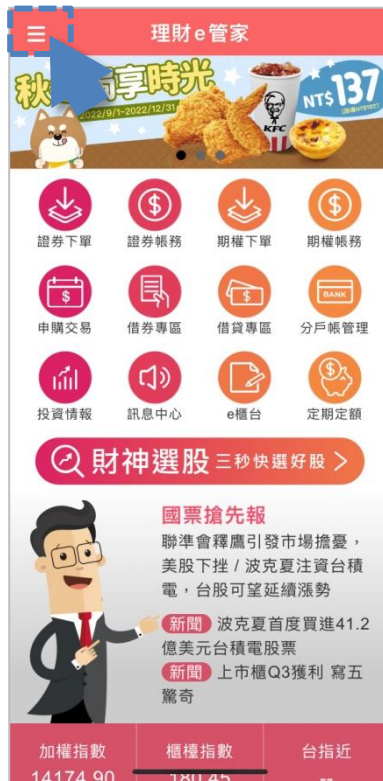 理財e管家
享時光
2022/9/1~2022/12/31
KFC
NT$137
證券下單
證券帳務
期權下單
期權帳務
申購交易
借券專區
借貸專區
BANK
分戶帳管理
投資情報
訊息中心
e櫃台
定期定額
財神選股 三秒快選好股
國票搶先報
聯準會釋鷹引發市場擔憂，
美股下挫 / 波克夏注資台積
電，台股可望延續漲勢
新聞 波克夏首度買進41.2
億美元台積電股票
新聞 上市櫃Q3獲利 寫五
驚奇
加權指數
櫃檯指數
台指近
14174.90
180.45
--